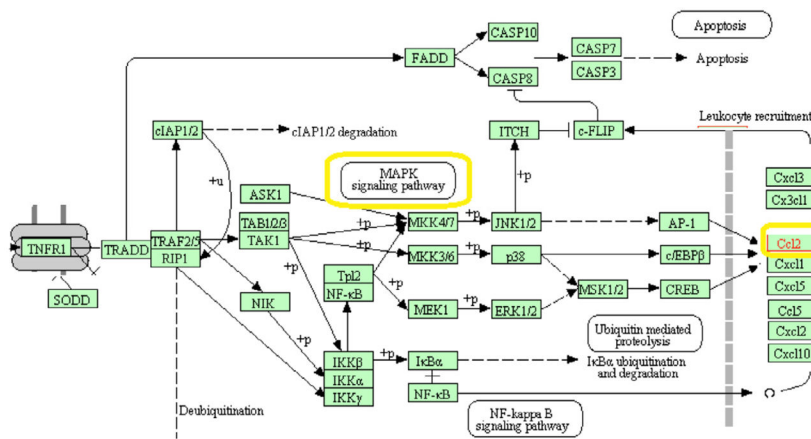 Apoptosis
CASP10
FADD
CASP7
CASP3
Apoptosis
CASP8
cIAP1/2
cIAP1/2 degradation
ITCH
c-FLIP
Leukocyte recruitment
+u
MAPK
signaling pathway
+p
Cxcl3
Cx3cl1
ASK1
TNFR1
TRADD
TRAF2/5
RIP1
TAB1/2/3
TAK1
+p
MKK4/7
+p
JNK1/2
AP-1
Ccl2
+p
MKK3/6
+p
p38
c/EBPβ
Cxcl1
SODD
NIK
+p
Tpl2
NF-κB
+p
MEK1
+p
ERK1/2
MSK1/2
CREB
Cxcl5
Ccl5
Cxcl2
Cxcl10
+p
IKKβ
IKKα
IKKγ
+p
IκBα
Ubiquitin mediated
proteolysis
IκBα ubiquitination
and degradation
NF-κB
Deubiquitination
NF-kappa B
signaling pathway